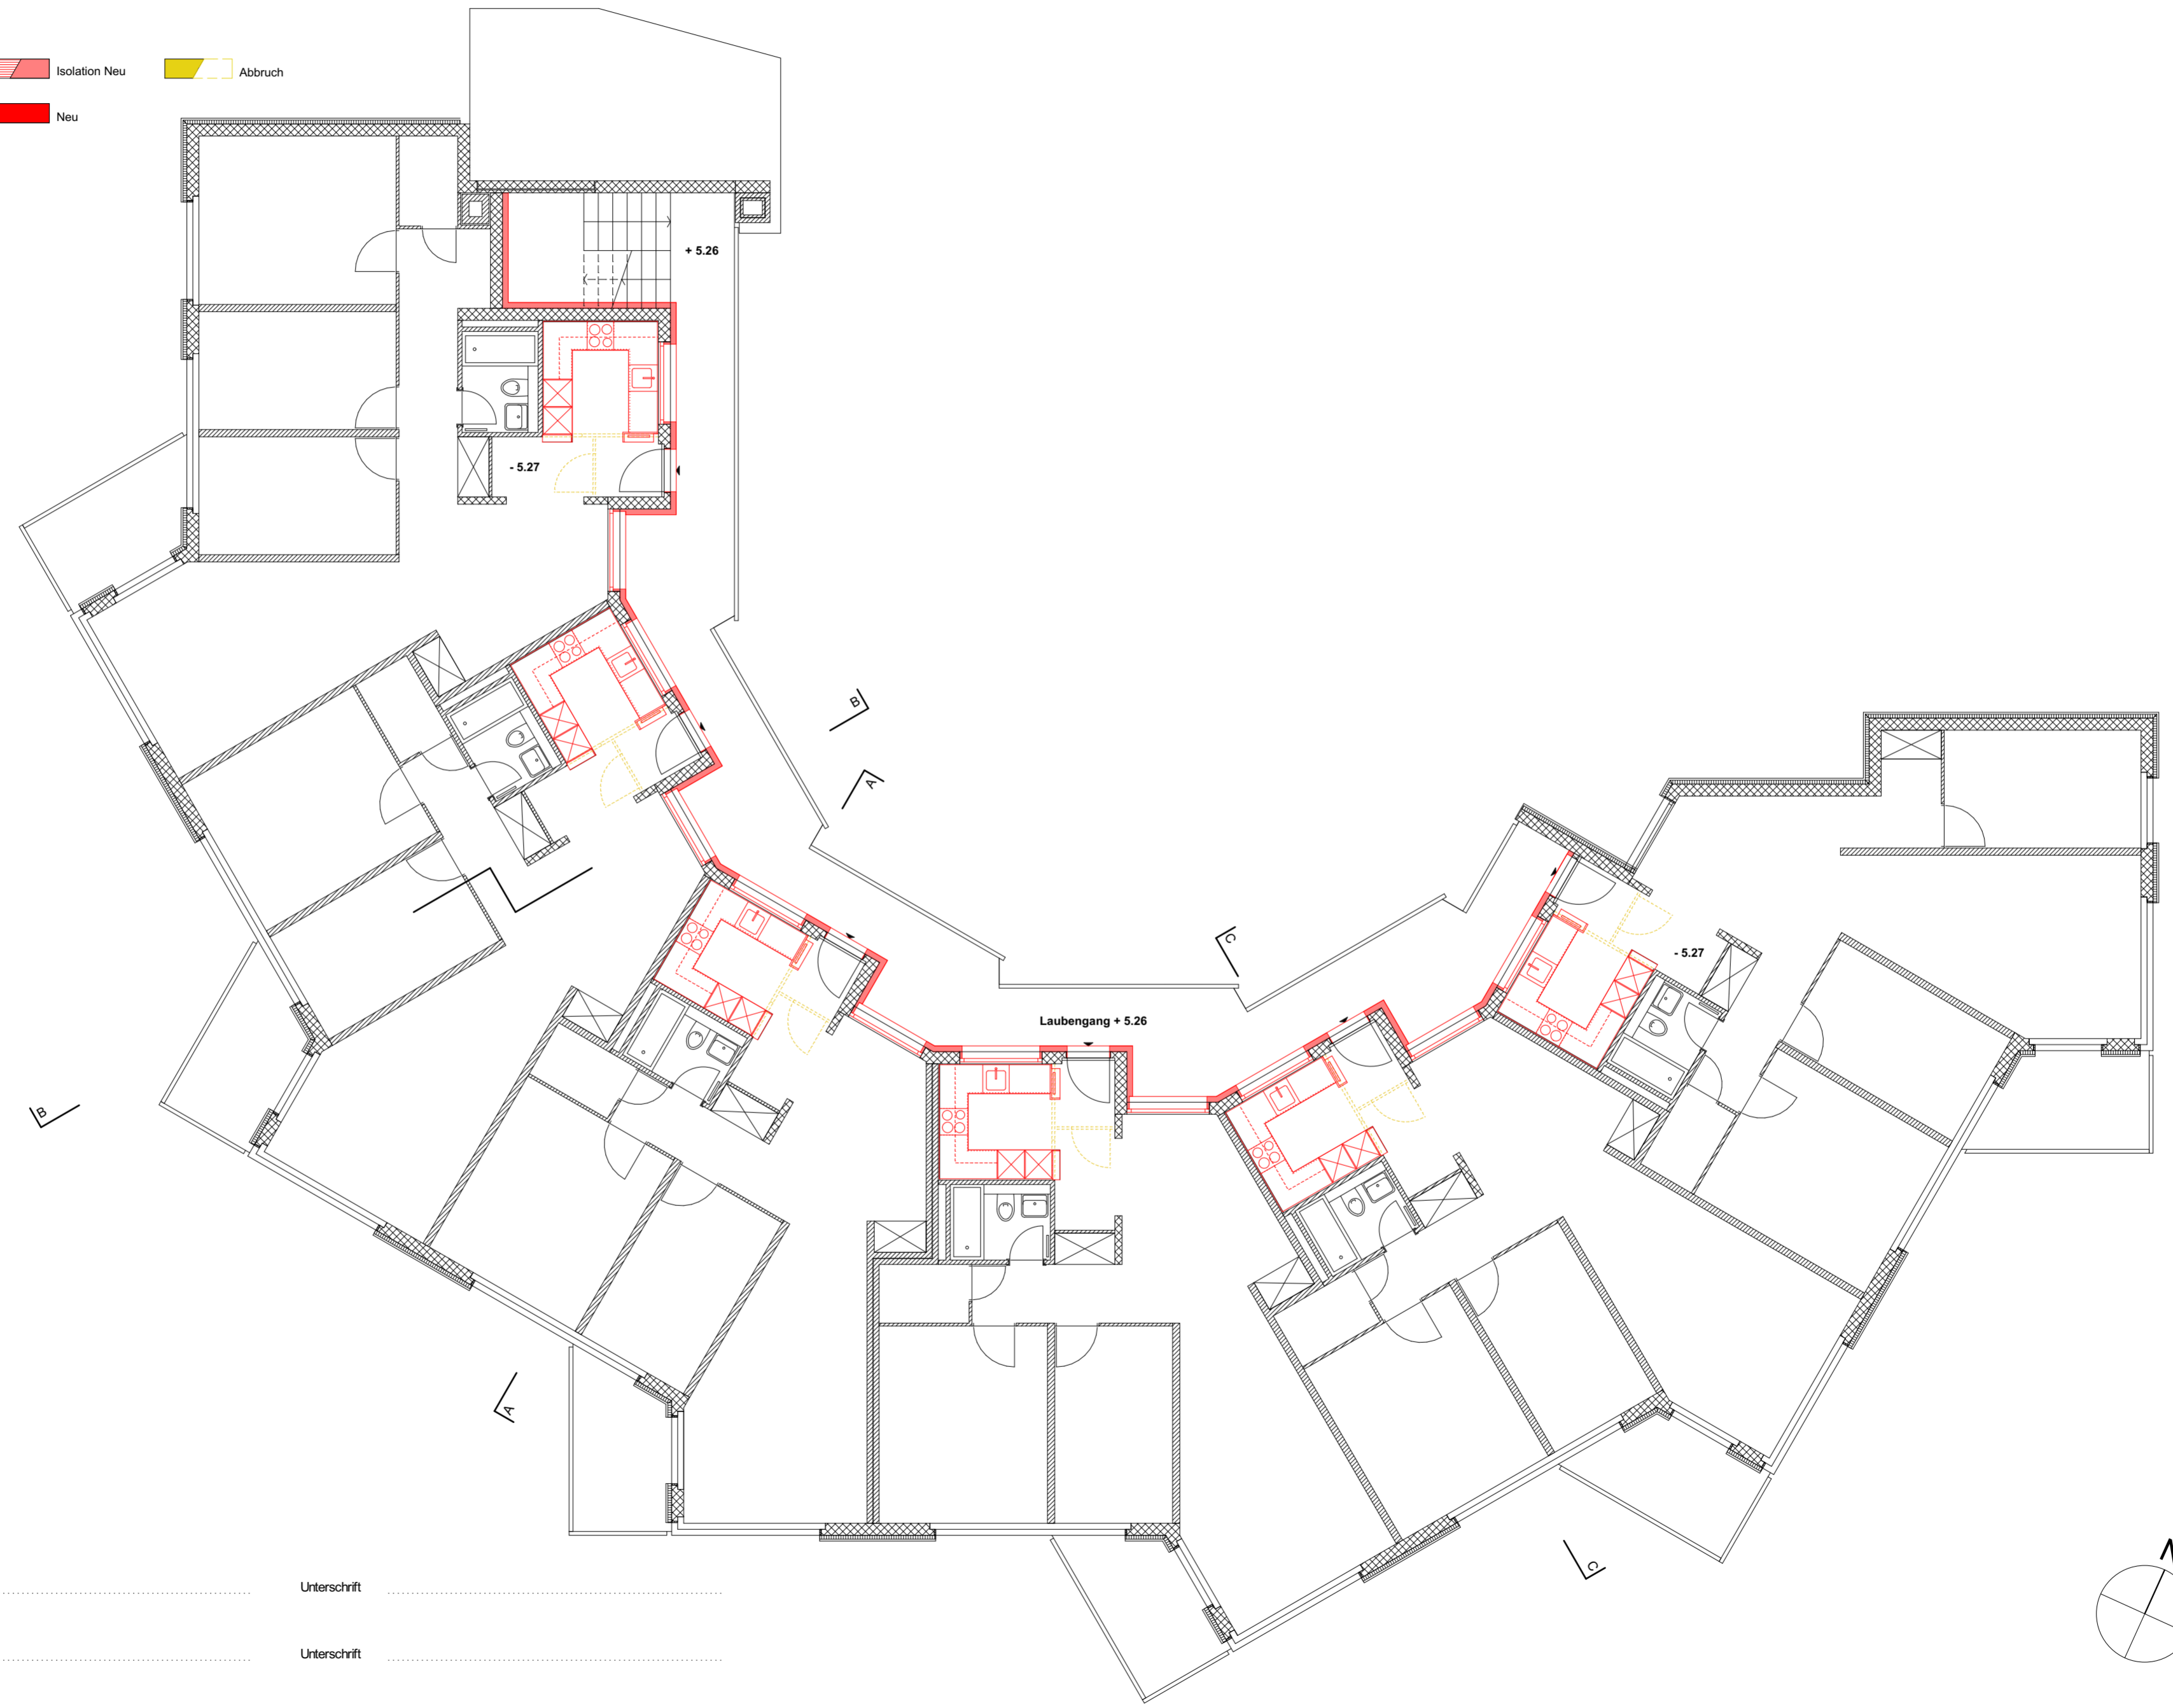 Isolation Neu
Abbruch
Neu
+ 5.26
- 5.27
B
A
C
- 5.27
Laubengang + 5.26
B
A
C
Unterschrift
Unterschrift